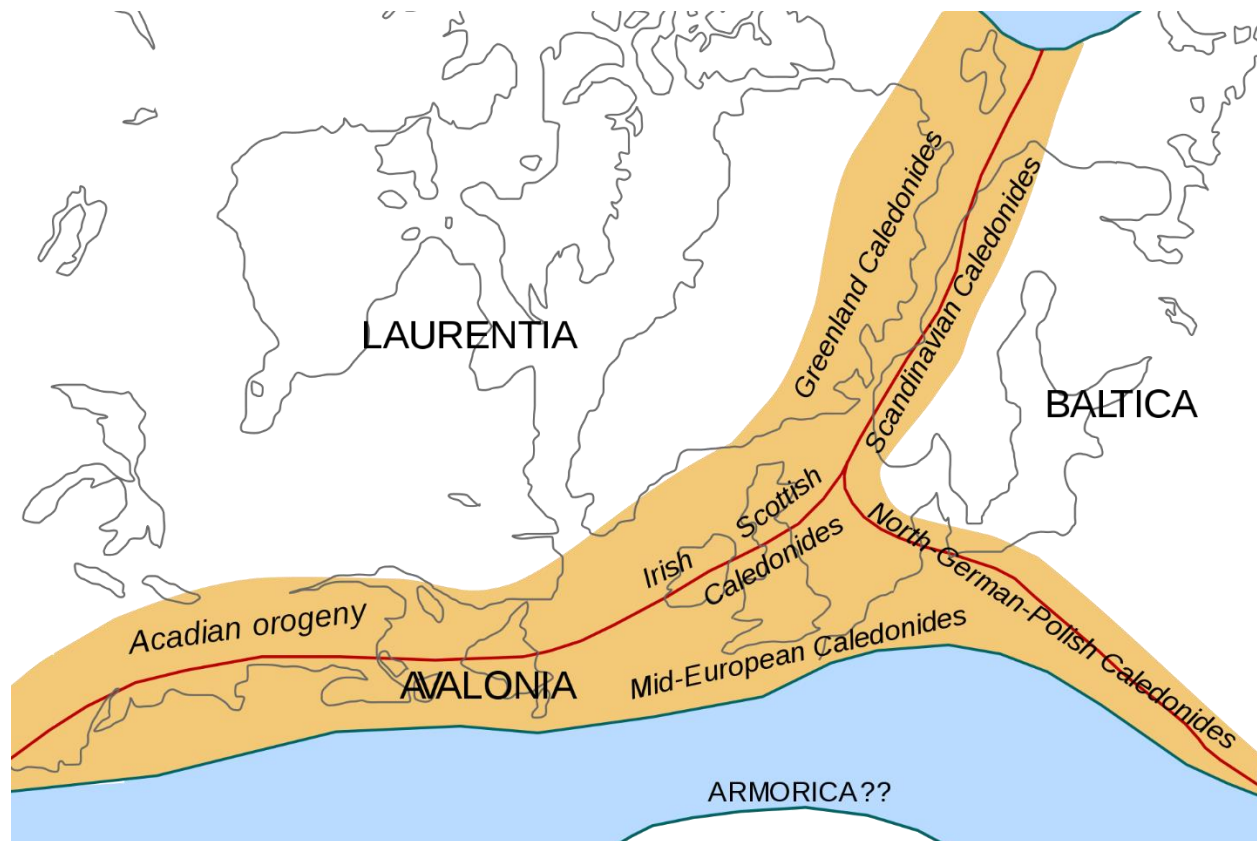 Greenland Caledonides
Scandinavian Caledonides
LAURENTIA
BALTICA
Scottish
Irish
Caledonides
North-German-Polish Caledonides
Acadian orogeny
Mid-European Caledonides
AVALONIA
ARMORICA??